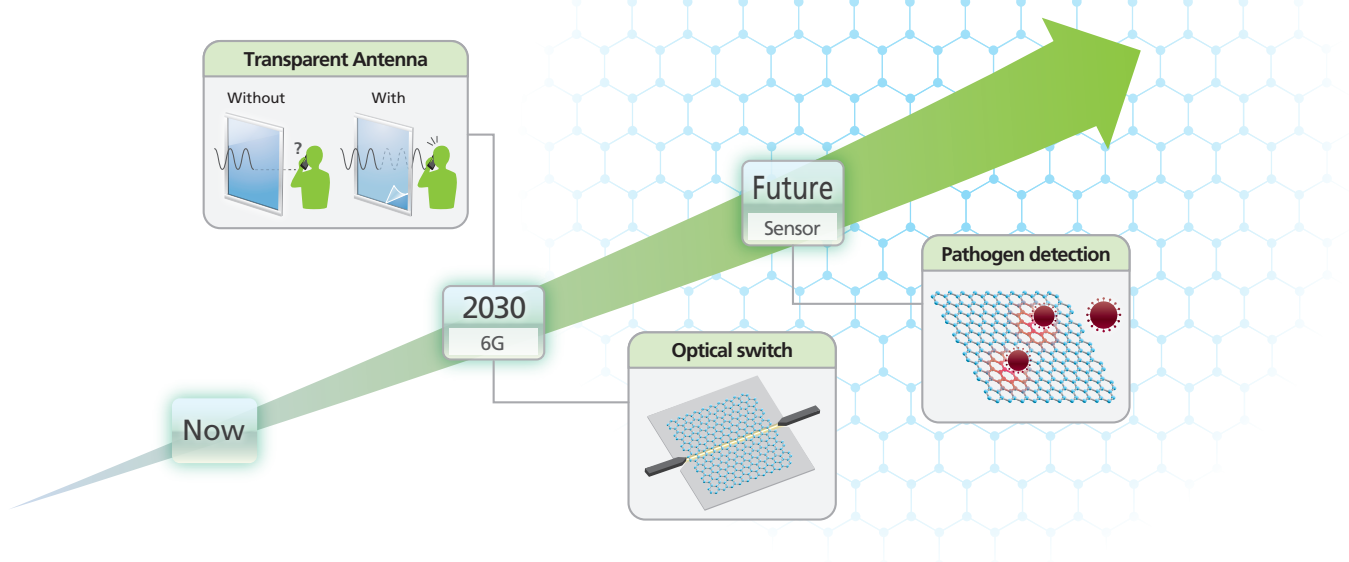 Transparent Antenna
Without
With
?
Now
2030
6G
Optical switch
Future
Sensor
Pathogen detection